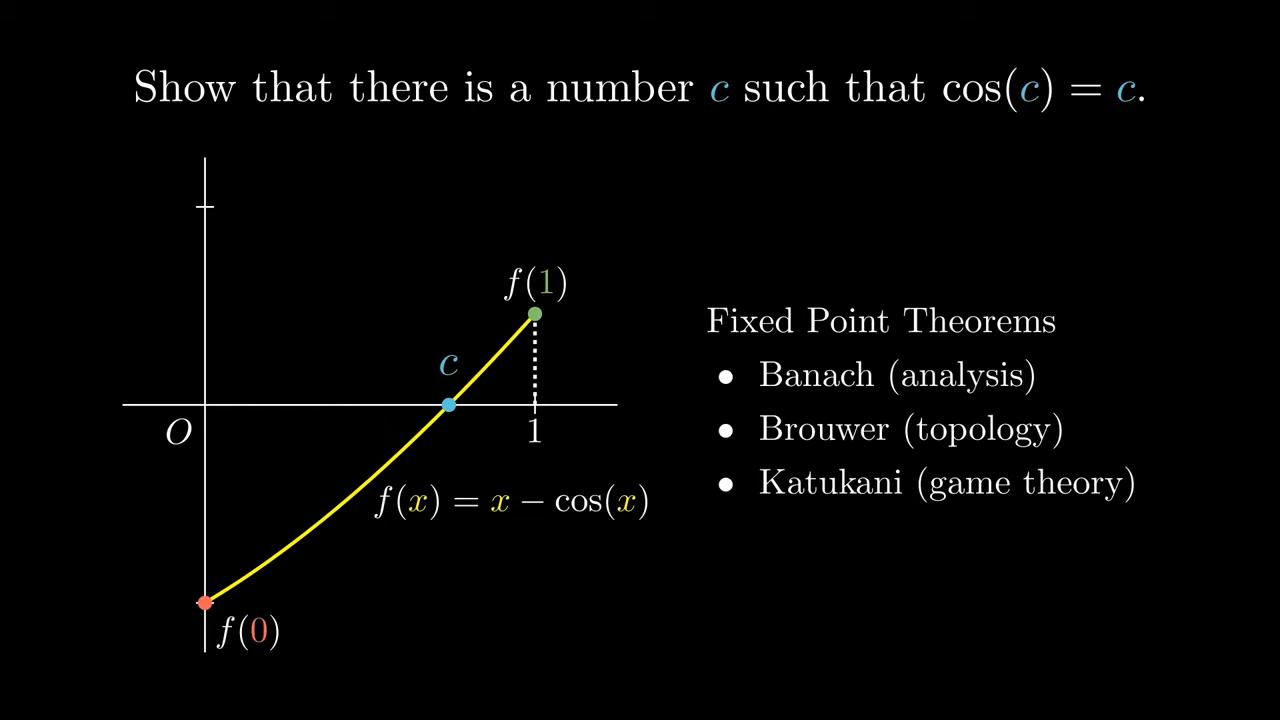 Show that there is a number c such that cos(c) = c.
f(1)
c
O
1
f(x) = x − cos(x)
f(0)
Fixed Point Theorems
• Banach (analysis)
• Brouwer (topology)
• Katukani (game theory)